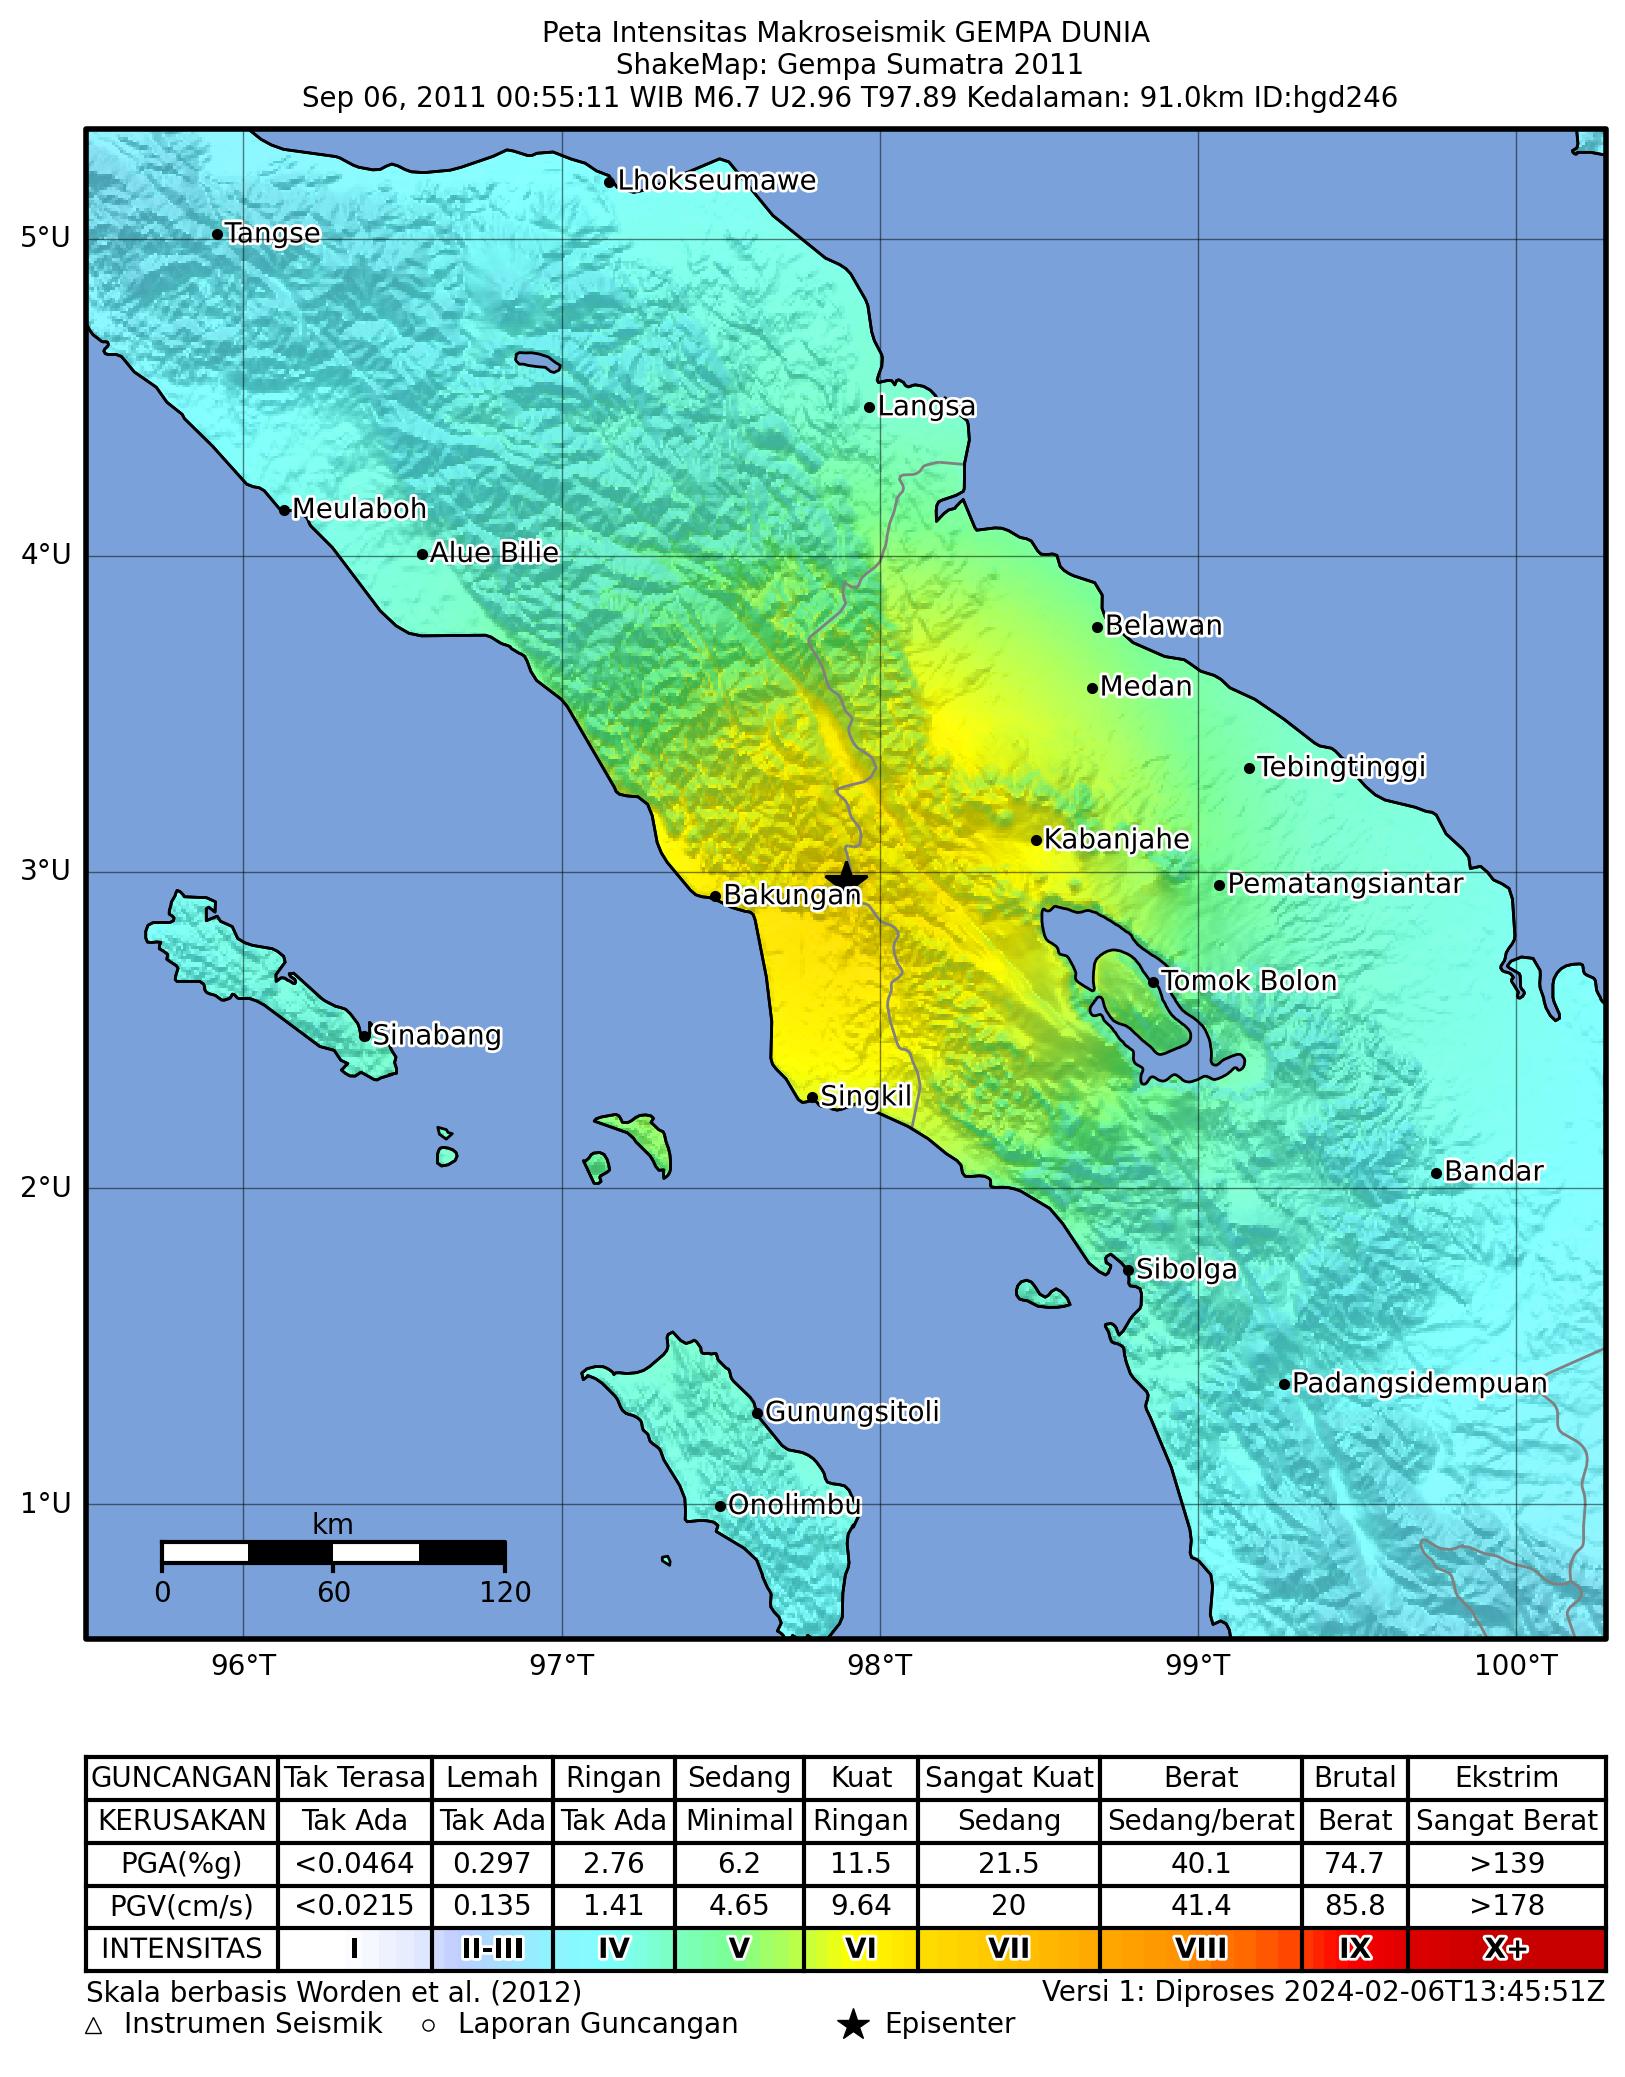 Peta Intensitas Makroseismik GEMPA DUNIA
ShakeMap: Gempa Sumatra 2011
Sep 06, 2011 00:55:11 WIB M6.7 U2.96 T97.89 Kedalaman: 91.0km ID:hgd246
Lhokseumawe
Tangse
5°U
Langsa
Meulaboh
Alue Bilie
4°U
Belawan
Medan
Tebingtinggi
Kabanjahe
3°U
Pematangsiantar
Bakungan
Tomok Bolon
Sinabang
Singkil
Bandar
2°U
Sibolga
Padangsidempuan
Gunungsitoli
Onolimbu
1°U
km
0 60 120
96°T 97°T 98°T 99°T 100°T
GUNCANGAN Tak Terasa Lemah Ringan Sedang Kuat Sangat Kuat Berat Brutal Ekstrim
KERUSAKAN Tak Ada Tak Ada Tak Ada Minimal Ringan Sedang Sedang/berat Berat Sangat Berat
PGA(%g) <0.0464 0.297 2.76 6.2 11.5 21.5 40.1 74.7 >139
PGV(cm/s) <0.0215 0.135 1.41 4.65 9.64 20 41.4 85.8 >178
INTENSITAS I II-III IV V VI VII VIII IX X+
Skala berbasis Worden et al. (2012) Versi 1: Diproses 2024-02-06T13:45:51Z
Instrumen Seismik Laporan Guncangan Episenter